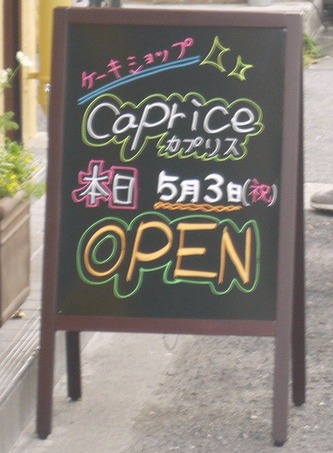 ケーキショップ
Caprice
カプリス
本日 5月3日(祝)
OPEN